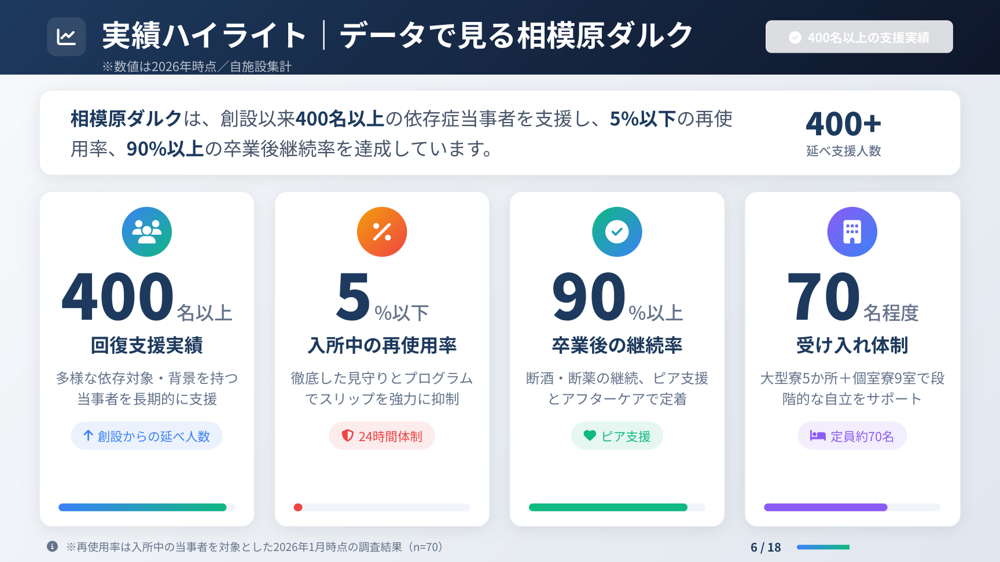 実績ハイライト｜データで見る相模原ダルク
400名以上の支援実績
※数値は2026年時点／自施設集計
相模原ダルクは、創設以来400名以上の依存症当事者を支援し、5%以下の再使
用率、90%以上の卒業後継続率を達成しています。
400+
延べ支援人数
400名以上
回復支援実績
多様な依存対象・背景を持つ
当事者を長期的に支援
創設からの延べ人数
5%以下
入所中の再使用率
徹底した見守りとプログラム
でスリップを強力に抑制
24時間体制
90%以上
卒業後の継続率
断酒・断薬の継続、ピア支援
とアフターケアで定着
ピア支援
70名程度
受け入れ体制
大型寮5か所＋個室寮9室で段
階的な自立をサポート
定員約70名
※再使用率は入所中の当事者を対象とした2026年1月時点の調査結果（n=70）
6 / 18